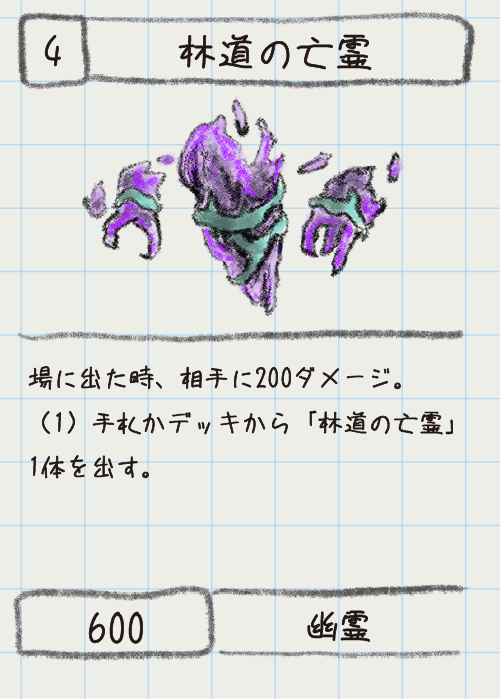 4
林道の亡霊
場に出た時、相手に200ダメージ。
(1) 手札かデッキから「林道の亡霊」
1体を出す。
600
幽霊